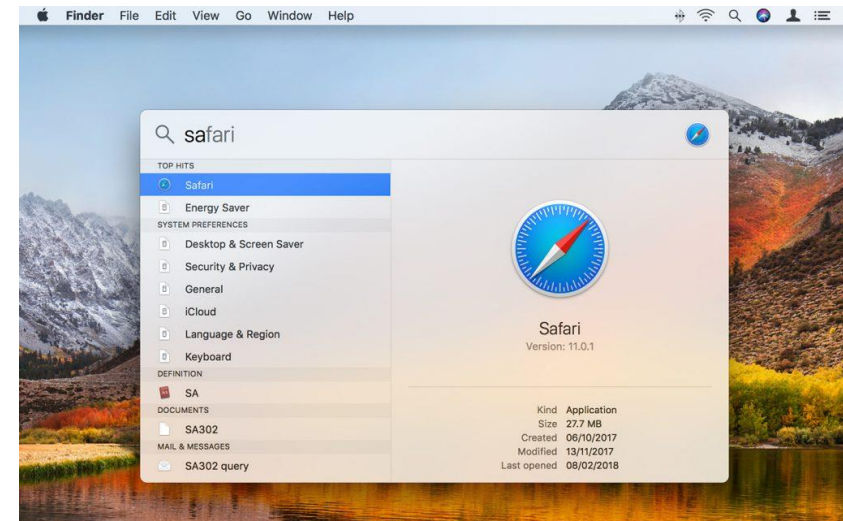 Finder File Edit View Go Window Help
safari
TOP HITS
Safari
Energy Saver
SYSTEM PREFERENCES
Desktop & Screen Saver
Security & Privacy
General
iCloud
Language & Region
Keyboard
DEFINITION
SA
DOCUMENTS
SA302
MAIL & MESSAGES
SA302 query
Safari
Version: 11.0.1
Kind Application
Size 27.7 MB
Created 06/10/2017
Modified 13/11/2017
Last opened 08/02/2018